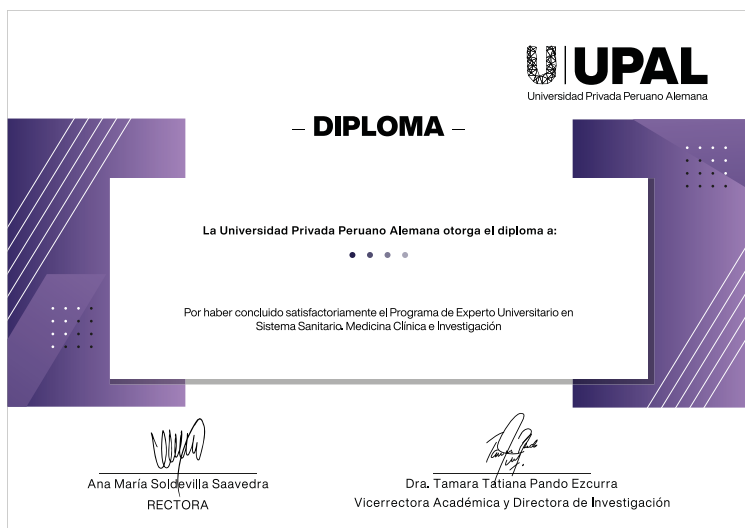 UPAL
Universidad Privada Peruano Alemana
– DIPLOMA –
La Universidad Privada Peruano Alemana otorga el diploma a:
Por haber concluido satisfactoriamente el Programa de Experto Universitario en
Sistema Sanitario, Medicina Clínica e Investigación
Ana María Soldevilla Saavedra
RECTORA
Dra. Tamara Tatiana Pando Ezcurra
Vicerrectora Académica y Directora de Investigación